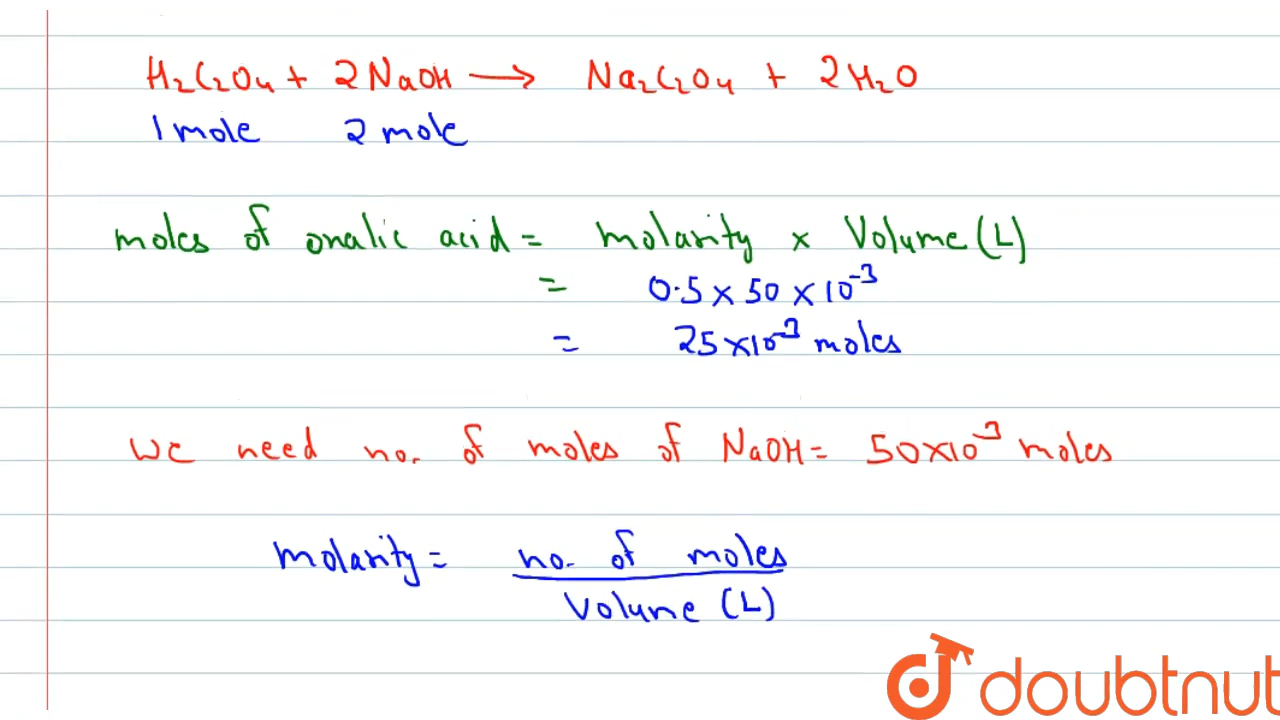 H₂C₂O₄ + 2NaOH → Na₂C₂O₄ + 2H₂O
1 mole 2 mole
moles of onalic acid = molarity × Volume (L)
= 0.5 × 50 × 10⁻³
= 25×10⁻³ moles
we need no. of moles of NaOH = 50×10⁻³ moles
molarity = no. of moles
Volume (L)
doubtnut